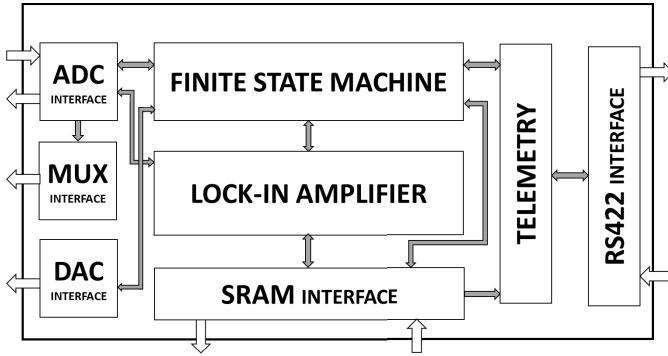 ADC
INTERFACE
FINITE STATE MACHINE
MUX
INTERFACE
LOCK-IN AMPLIFIER
DAC
INTERFACE
SRAM INTERFACE
TELEMETRY
RS422 INTERFACE